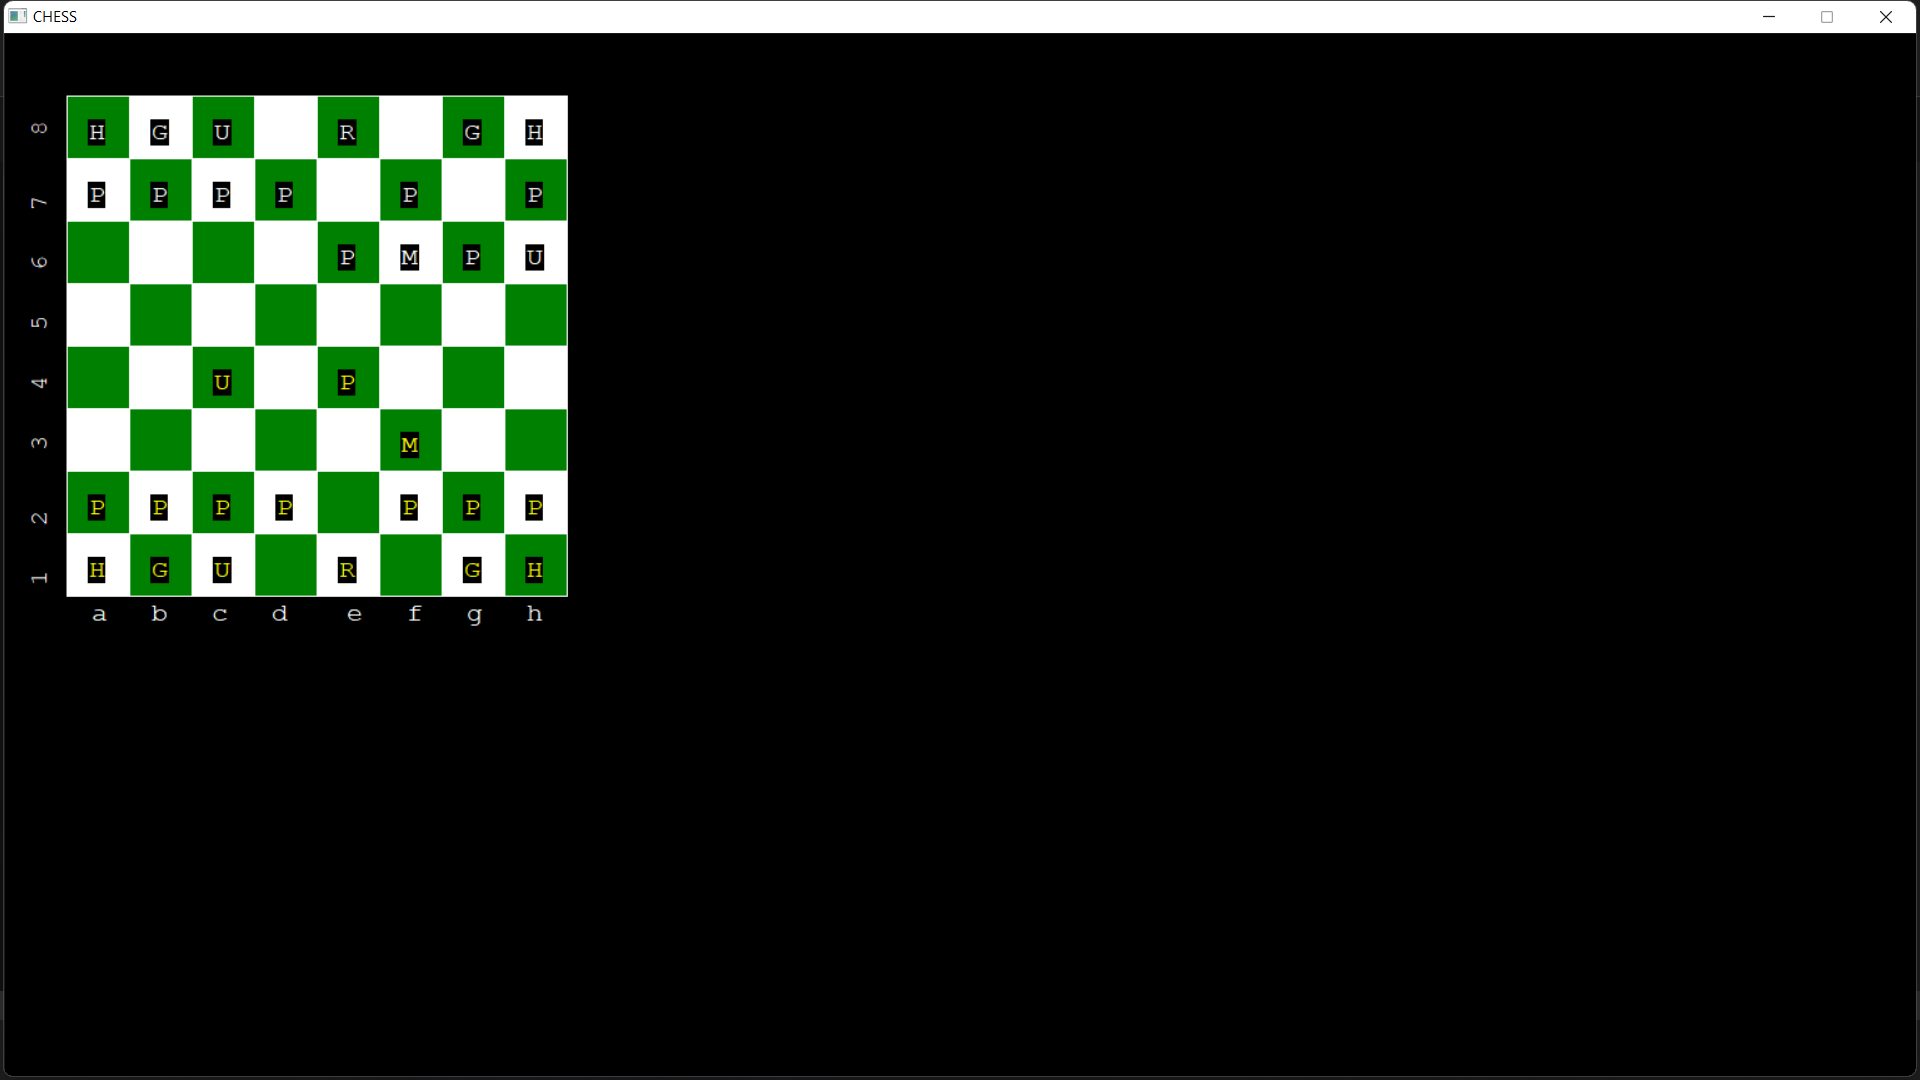 CHESS
8 H G U R G H
7 P P P P P P
6 P M P U
5
4 U P
3 M
2 P P P P P P P
1 H G U R G H
a b c d e f g h